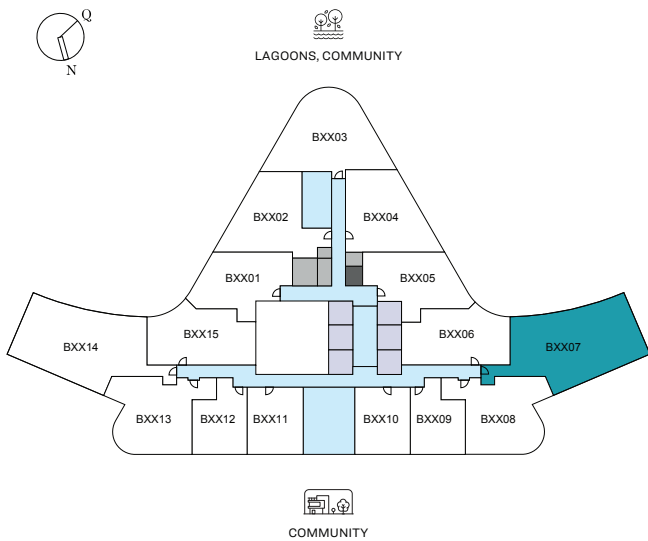 Q
N
LAGOONS, COMMUNITY
BXX03
BXX02
BXX04
BXX01
BXX05
BXX15
BXX06
BXX14
BXX07
BXX13
BXX12
BXX11
BXX10
BXX09
BXX08
COMMUNITY